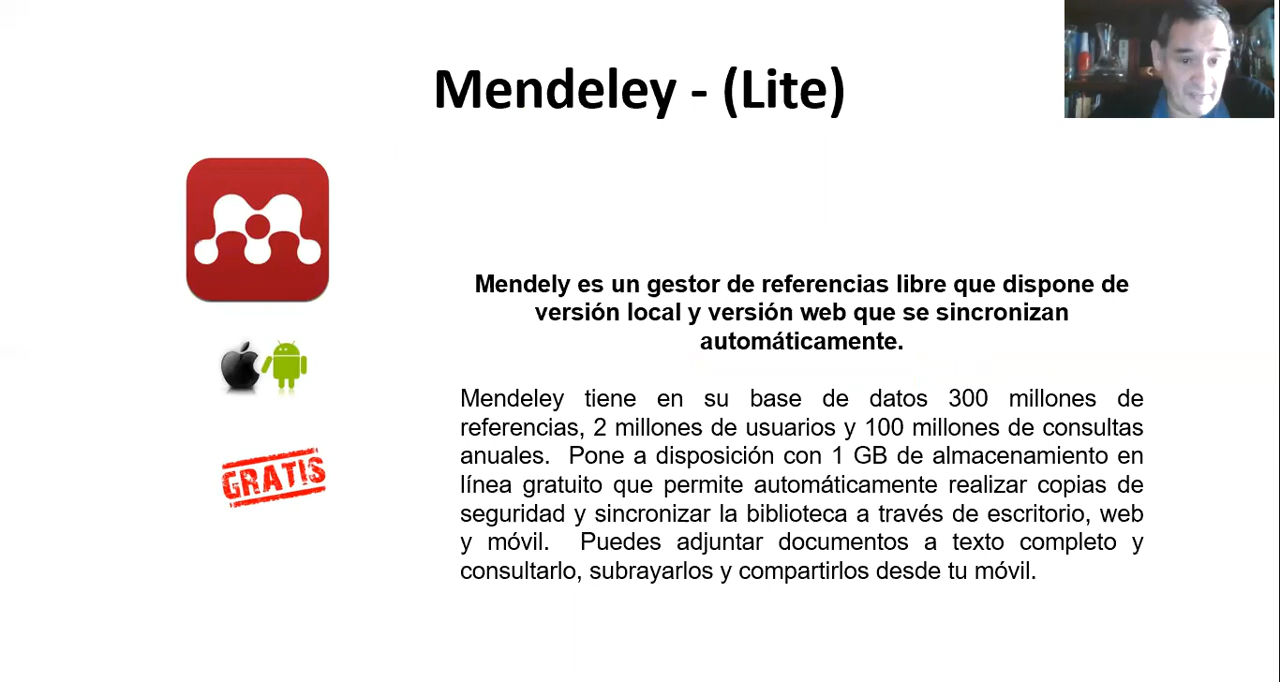 Mendeley - (Lite)
Mendely es un gestor de referencias libre que dispone de
versión local y versión web que se sincronizan
automáticamente.
Mendeley tiene en su base de datos 300 millones de
referencias, 2 millones de usuarios y 100 millones de consultas
anuales. Pone a disposición con 1 GB de almacenamiento en
línea gratuito que permite automáticamente realizar copias de
seguridad y sincronizar la biblioteca a través de escritorio, web
y móvil. Puedes adjuntar documentos a texto completo y
consultarlo, subrayarlos y compartirlos desde tu móvil.
GRATIS